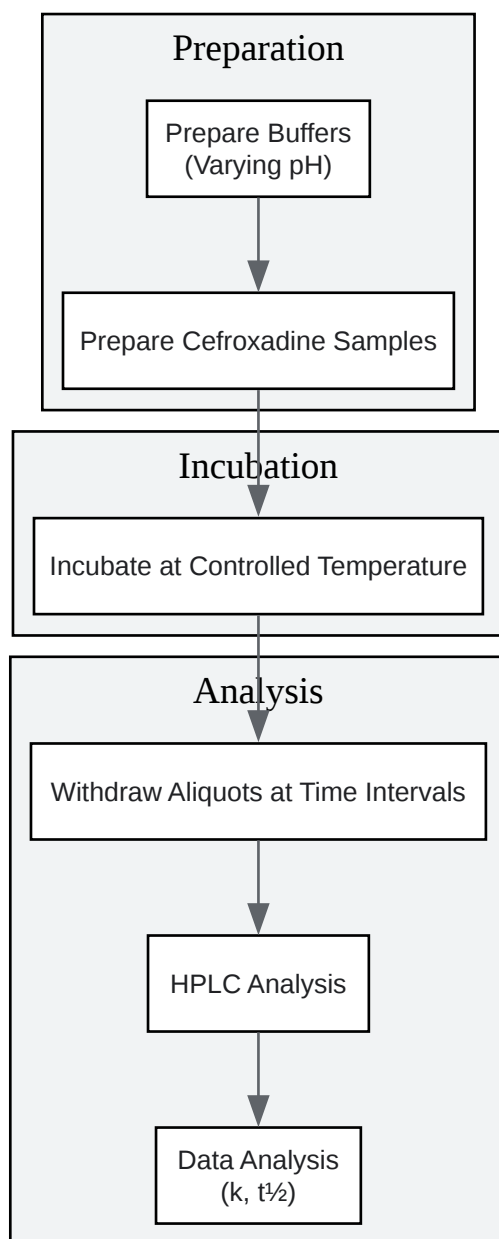 Preparation
Prepare Buffers
(Varying pH)
Prepare Cefroxadine Samples
Incubation
Incubate at Controlled Temperature
Analysis
Withdraw Aliquots at Time Intervals
HPLC Analysis
Data Analysis
(k, t½)